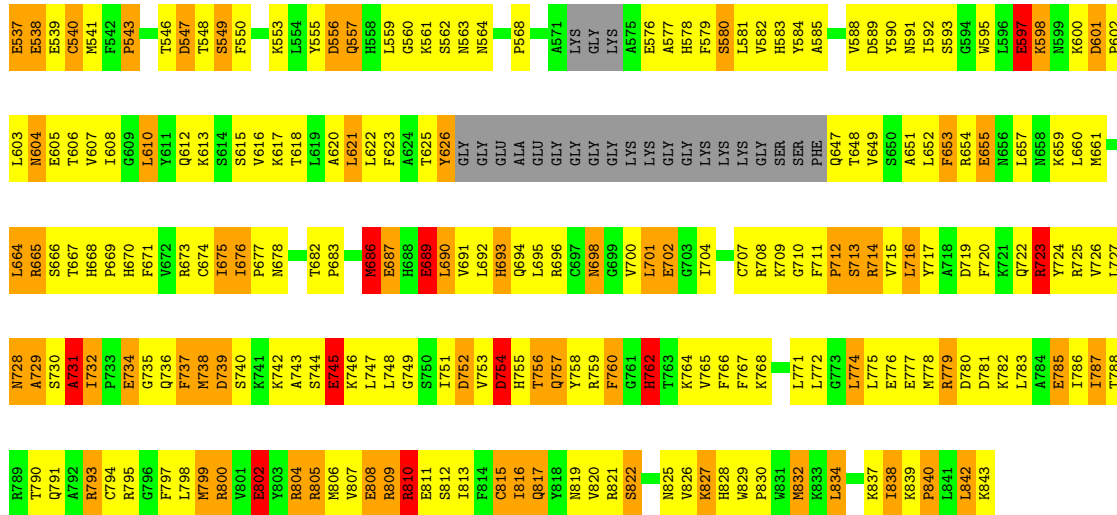 E537 E538 E539 C540 M541 F542 P543 T546 D547 T548 S549 F550 K553 L554 Y555 D556 Q557 H558 L559 G560 K561 S562 N563 N564 P568 A571 LYS GLY LYS A575 E576 A577 H578 F579 S580 L581 V582 H583 Y584 A585 V588 D589 Y590 N591 I592 S593 G594 W595 L596 E597 K598 N599 K600 D601 P602
L603 N604 E605 T606 V607 I608 G609 L610 Y611 Q612 K613 S614 S615 V616 K617 T618 L619 A620 L621 L622 F623 A624 T625 Y626 GLY GLY GLU ALA GLU GLY GLY GLY GLY LYS LYS GLY GLY LYS LYS LYS GLY SER SER PHE Q647 T648 V649 S650 A651 L652 F653 R654 E655 N656 L657 N658 K659 L660 M661
L664 R665 S666 T667 H668 P669 H670 F671 V672 R673 C674 I675 I676 P677 N678 T682 P683 M686 E687 H688 E689 L690 V691 L692 H693 Q694 L695 R696 C697 N698 G699 V700 L701 E702 G703 I704 C707 R708 K709 G710 F711 P712 S713 R714 V715 L716 Y717 A718 D719 F720 K721 Q722 R723 Y724 R725 V726 L727
N728 A729 S730 A731 I732 P733 E734 G735 Q736 F737 M738 D739 S740 K741 K742 A743 S744 E745 K746 L747 L748 G749 S750 I751 D752 V753 D754 H755 T756 Q757 Y758 R759 F760 G761 H762 T763 K764 V765 F766 F767 K768 L771 L772 G773 L774 L775 E776 E777 M778 R779 D780 D781 K782 L783 A784 E785 I786 I787 T788
R789 T790 Q791 A792 R793 C794 R795 G796 F797 L798 M799 R800 V801 E802 Y803 R804 R805 M806 V807 E808 R809 R810 E811 S812 I813 F814 C815 I816 Q817 Y818 N819 V820 R821 S822 N825 V826 K827 H828 W829 P830 W831 M832 K833 L834 K837 I838 K839 P840 L841 L842 K843